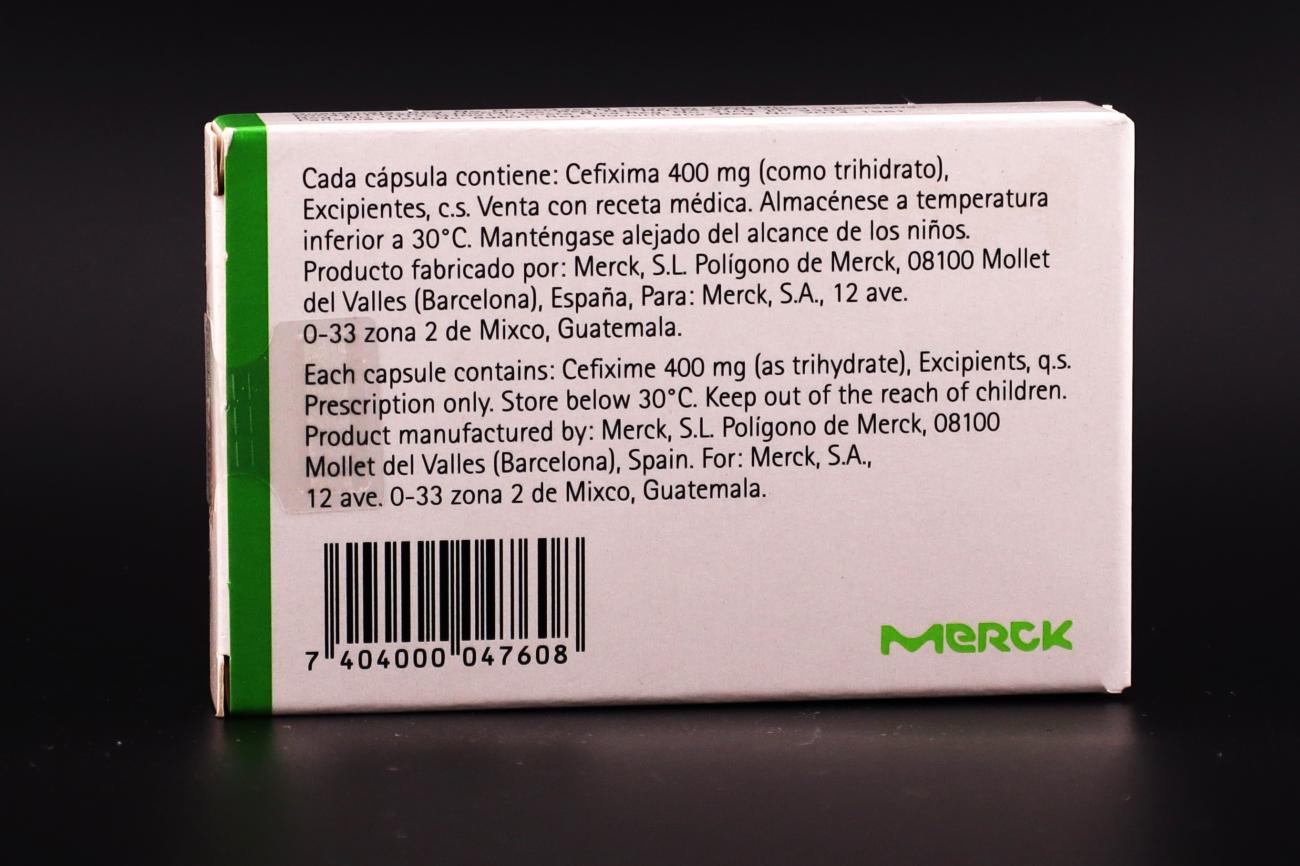 Cada cápsula contiene: Cefixima 400 mg (como trihidrato),
Excipientes, c.s. Venta con receta médica. Almacénese a temperatura
inferior a 30°C. Manténgase alejado del alcance de los niños.
Producto fabricado por: Merck, S.L. Polígono de Merck, 08100 Mollet
del Valles (Barcelona), España, Para: Merck, S.A., 12 ave.
0-33 zona 2 de Mixco, Guatemala.
Each capsule contains: Cefixime 400 mg (as trihydrate), Excipients, q.s.
Prescription only. Store below 30°C. Keep out of the reach of children.
Product manufactured by: Merck, S.L. Polígono de Merck, 08100
Mollet del Valles (Barcelona), Spain. For: Merck, S.A.,
12 ave. 0-33 zona 2 de Mixco, Guatemala.
7 404000 047608
MERCK